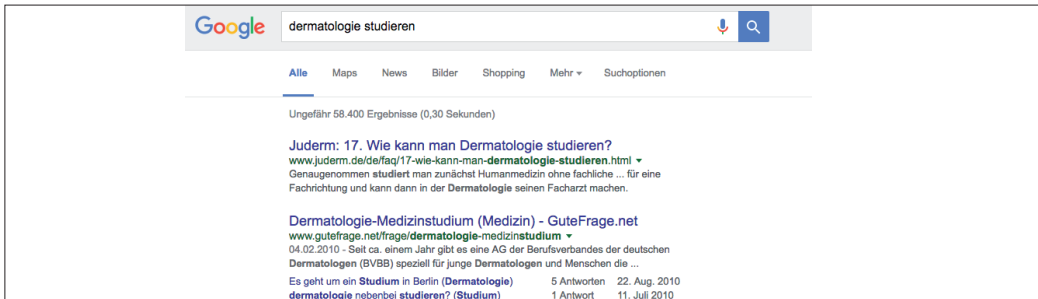 Google dermatologie studieren
Alle Maps News Bilder Shopping Mehr Suchoptionen
Ungefähr 58.400 Ergebnisse (0,30 Sekunden)
Juderm: 17. Wie kann man Dermatologie studieren?
www.juderm.de/de/faq/17-wie-kann-man-dermatologie-studieren.html
Genaugenommen studiert man zunächst Humanmedizin ohne fachliche ... für eine
Fachrichtung und kann dann in der Dermatologie seinen Facharzt machen.
Dermatologie-Medizinstudium (Medizin) - GuteFrage.net
www.gutefrage.net/frage/dermatologie-medizinstudium
04.02.2010 - Seit ca. einem Jahr gibt es eine AG der Berufsverbandes der deutschen
Dermatologen (BVBB) speziell für junge Dermatologen und Menschen die ...
Es geht um ein Studium in Berlin (Dermatologie) 5 Antworten 22. Aug. 2010
dermatologie nebenbei studieren? (Studium) 1 Antwort 11. Juli 2010